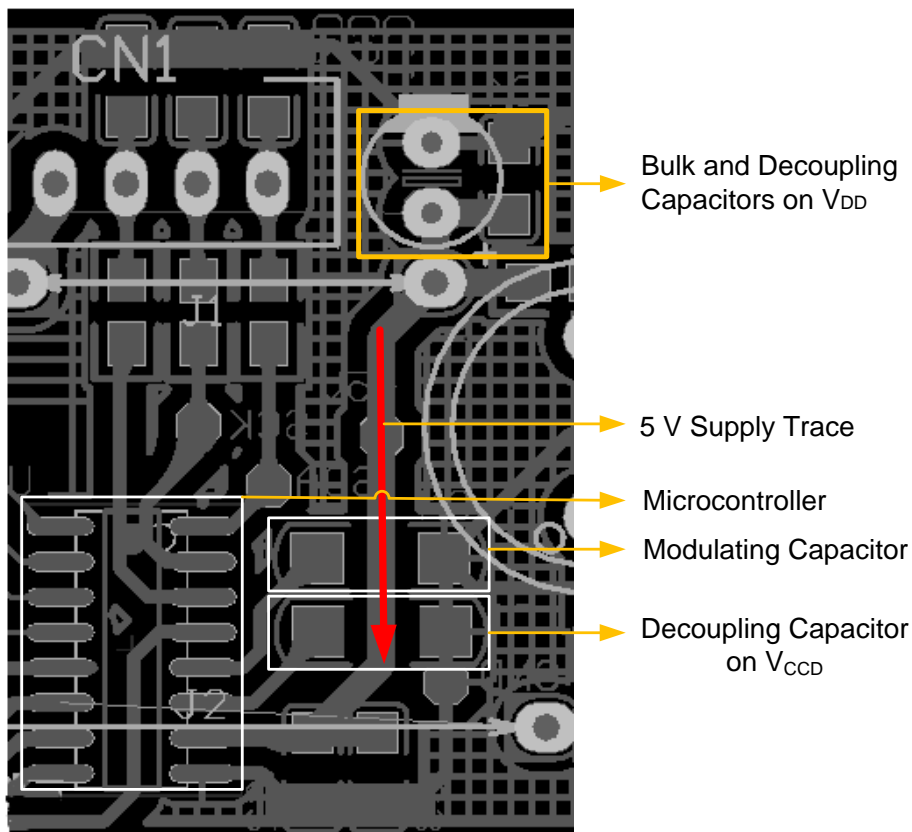 CN1
Bulk and Decoupling
Capacitors on VDD
J1
5 V Supply Trace
Microcontroller
Modulating Capacitor
Decoupling Capacitor
on VCCD
J2